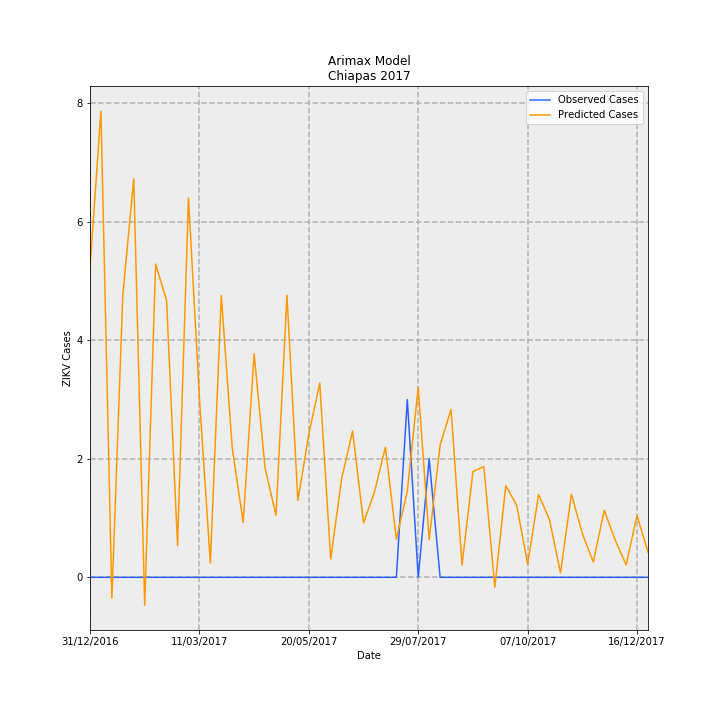 Arimax Model
Chiapas 2017
Observed Cases
Predicted Cases
8
6
4
2
0
ZIKV Cases
31/12/2016 11/03/2017 20/05/2017 29/07/2017 07/10/2017 16/12/2017
Date